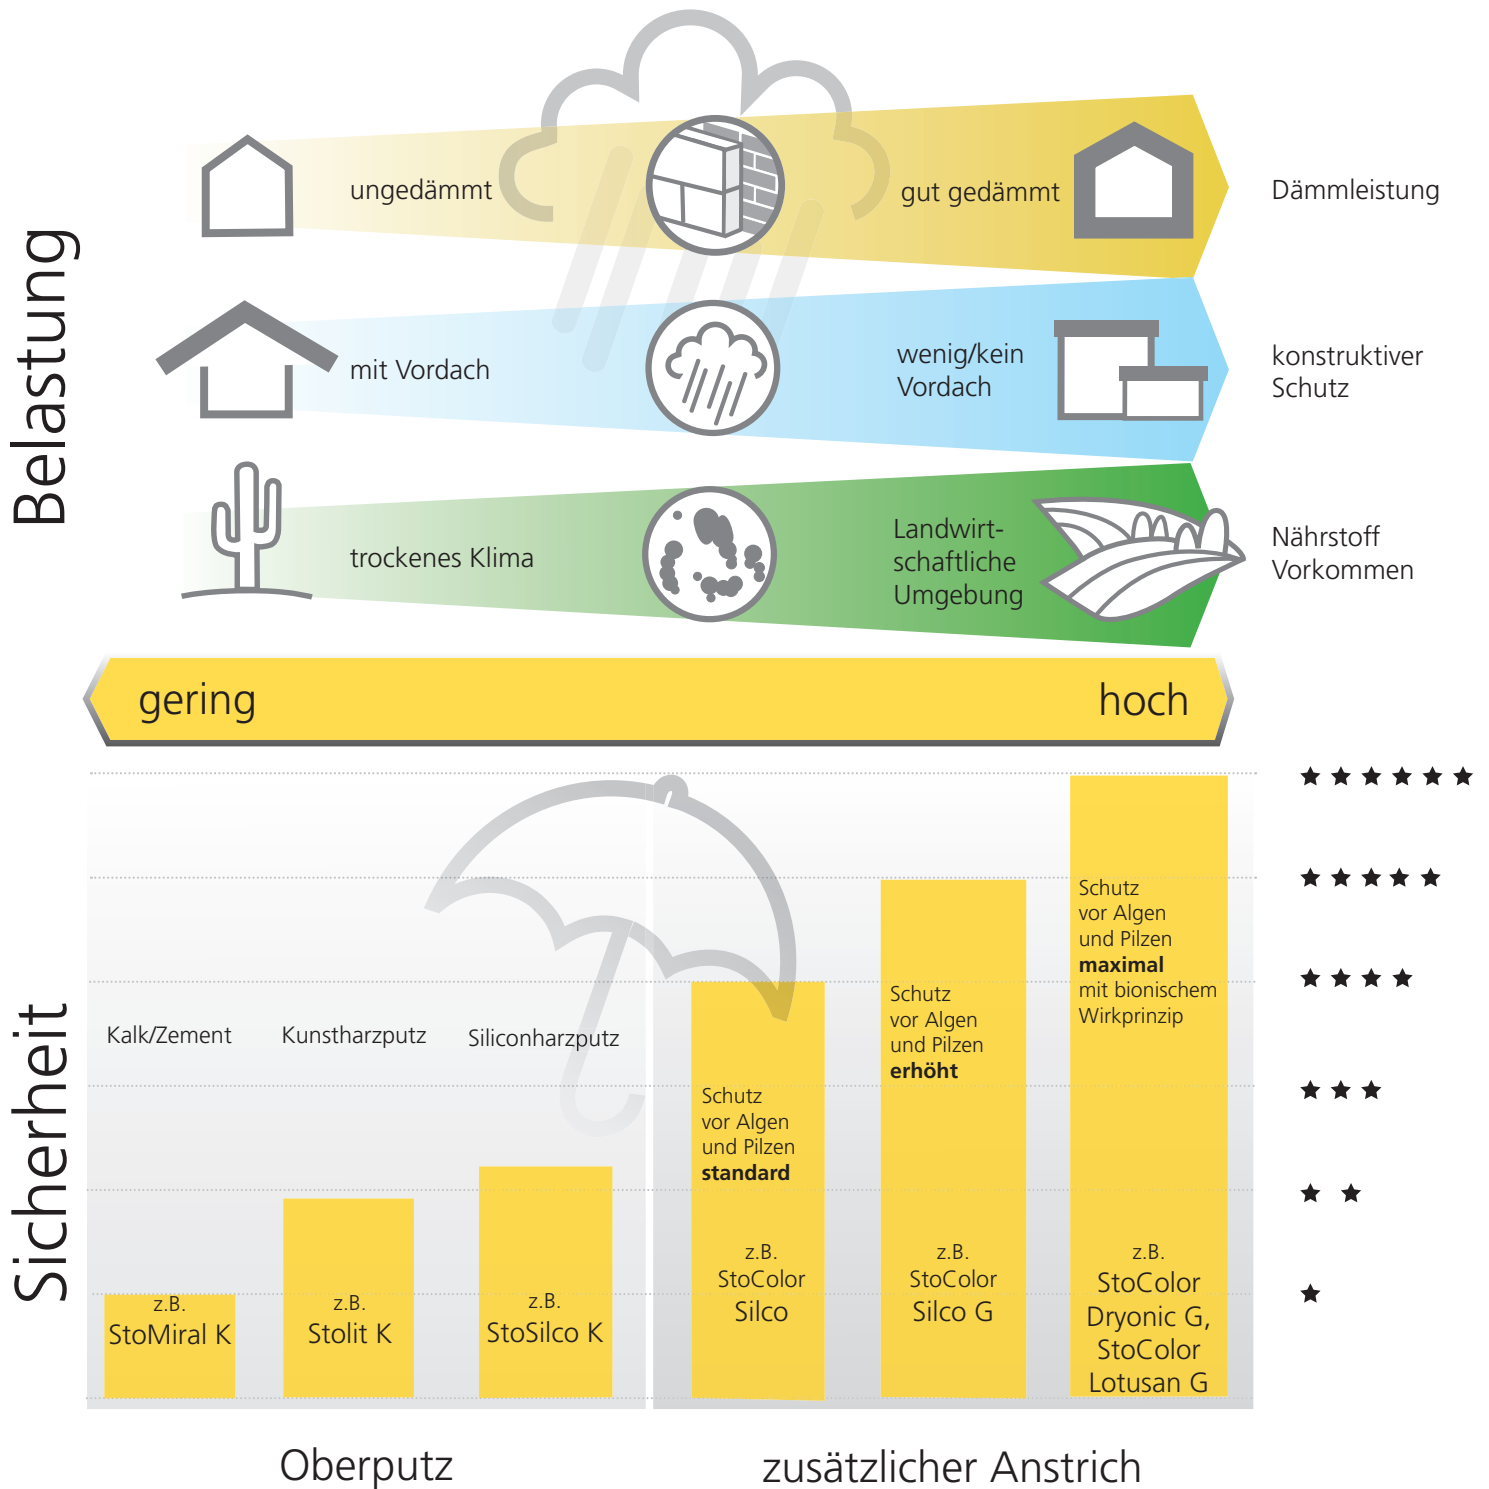 Belastung
ungedämmt
gut gedämmt
Dämmleistung
mit Vordach
wenig/kein
Vordach
konstruktiver
Schutz
trockenes Klima
Landwirt-
schaftliche
Umgebung
Nährstoff
Vorkommen
gering
hoch
Sicherheit
Kalk/Zement
z.B.
StoMiral K
Kunstharzputz
z.B.
Stolit K
Siliconharzputz
z.B.
StoSilco K
Schutz
vor Algen
und Pilzen
standard
z.B.
StoColor
Silco
Schutz
vor Algen
und Pilzen
erhöht
z.B.
StoColor
Silco G
Schutz
vor Algen
und Pilzen
maximal
mit bionischem
Wirkprinzip
z.B.
StoColor
Dryonic G,
StoColor
Lotusan G
Oberputz
zusätzlicher Anstrich